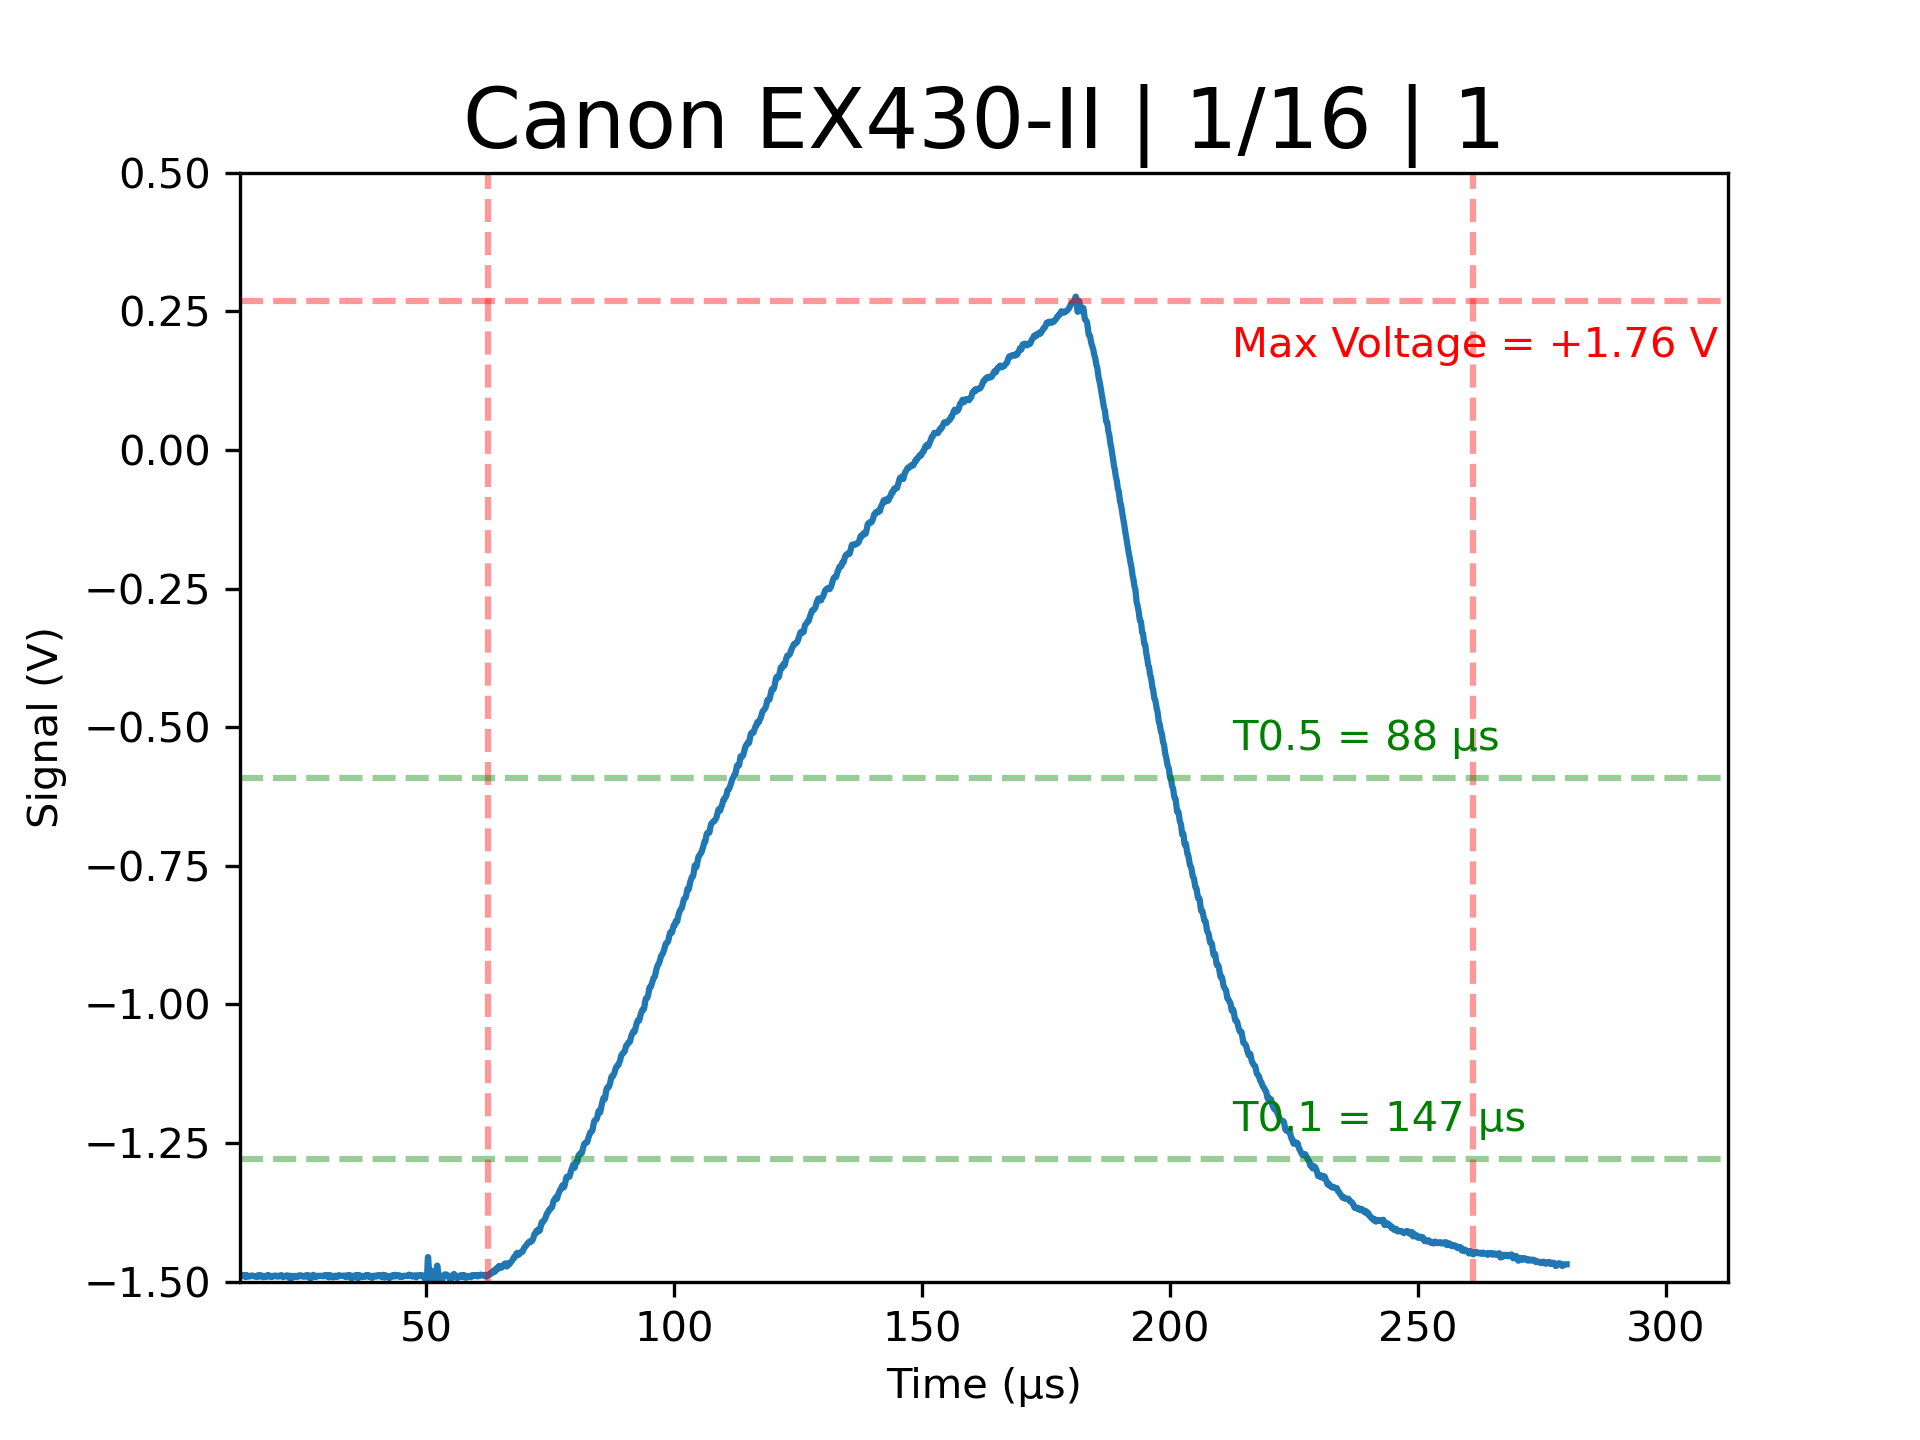 Canon EX430-II | 1/16 | 1
0.50
0.25
0.00
−0.25
−0.50
−0.75
−1.00
−1.25
−1.50
Signal (V)
Max Voltage = +1.76 V
T0.5 = 88 µs
T0.1 = 147 µs
50 100 150 200 250 300
Time (µs)